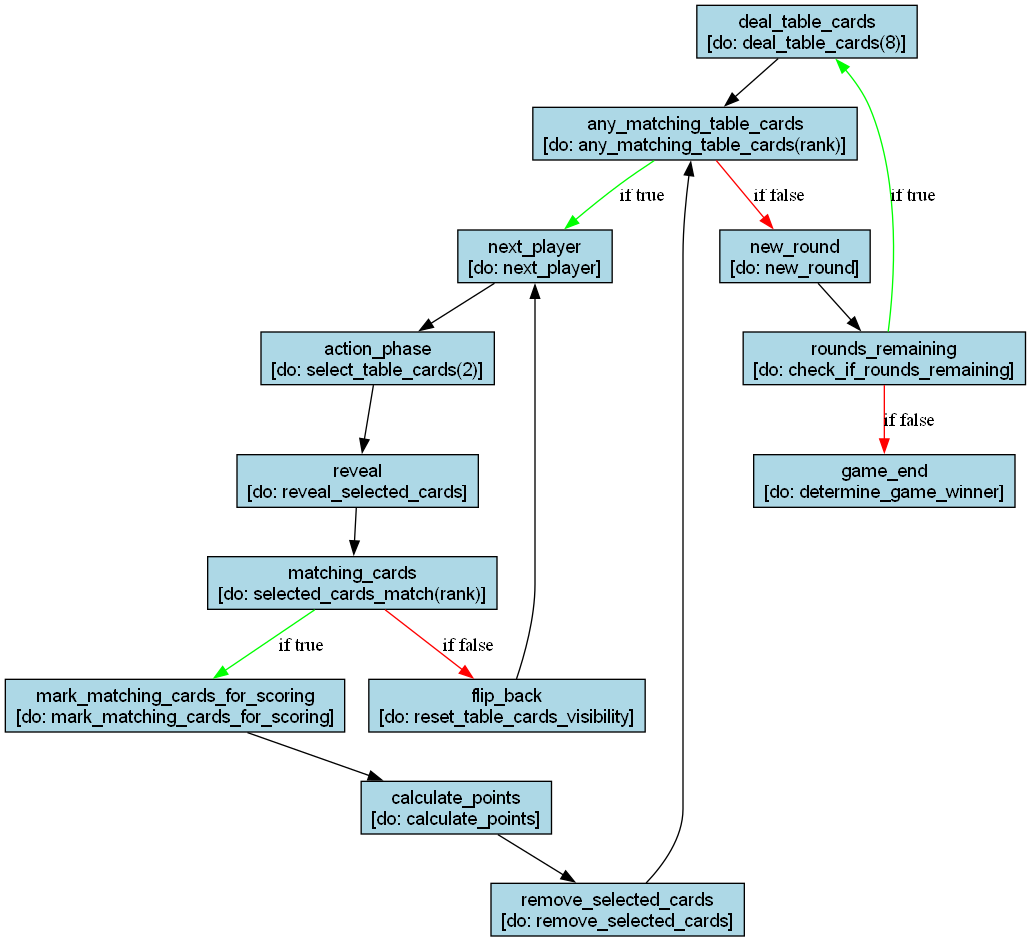 deal_table_cards
[do: deal_table_cards(8)]
any_matching_table_cards
[do: any_matching_table_cards(rank)]
if true
if false
if true
next_player
[do: next_player]
new_round
[do: new_round]
action_phase
[do: select_table_cards(2)]
rounds_remaining
[do: check_if_rounds_remaining]
if false
reveal
[do: reveal_selected_cards]
game_end
[do: determine_game_winner]
matching_cards
[do: selected_cards_match(rank)]
if true
if false
mark_matching_cards_for_scoring
[do: mark_matching_cards_for_scoring]
flip_back
[do: reset_table_cards_visibility]
calculate_points
[do: calculate_points]
remove_selected_cards
[do: remove_selected_cards]